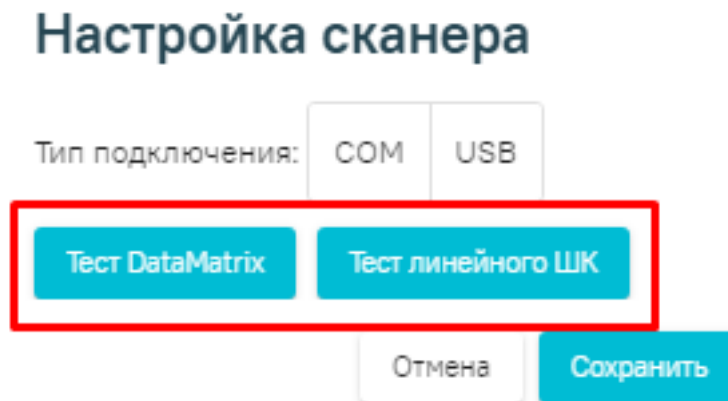 Настройка сканера
Тип подключения: COM USB
Тест DataMatrix Тест линейного ШК
Отмена Сохранить